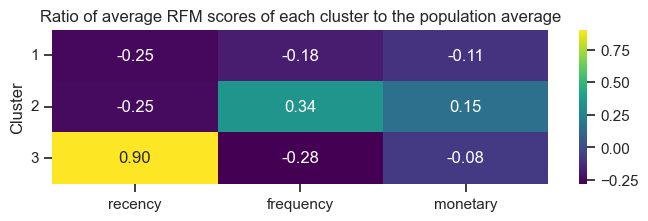 Ratio of average RFM scores of each cluster to the population average
Cluster
1 -0.25 -0.18 -0.11
2 -0.25 0.34 0.15
3 0.90 -0.28 -0.08
recency frequency monetary
0.75
0.50
0.25
0.00
-0.25